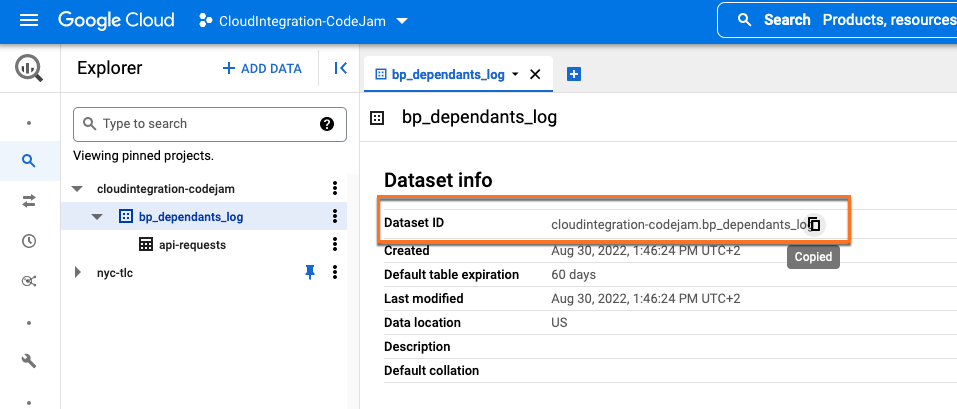 Google Cloud CloudIntegration-CodeJam Search Products, resources
Explorer + ADD DATA
bp_dependants_log
Type to search
bp_dependants_log
Viewing pinned projects.
cloudintegration-codejam
bp_dependants_log
api-requests
nyc-tlc
Dataset info
Dataset ID cloudintegration-codejam.bp_dependants_log
Copied
Created Aug 30, 2022, 1:46:24 PM UTC+2
Default table expiration 60 days
Last modified Aug 30, 2022, 1:46:24 PM UTC+2
Data location US
Description
Default collation